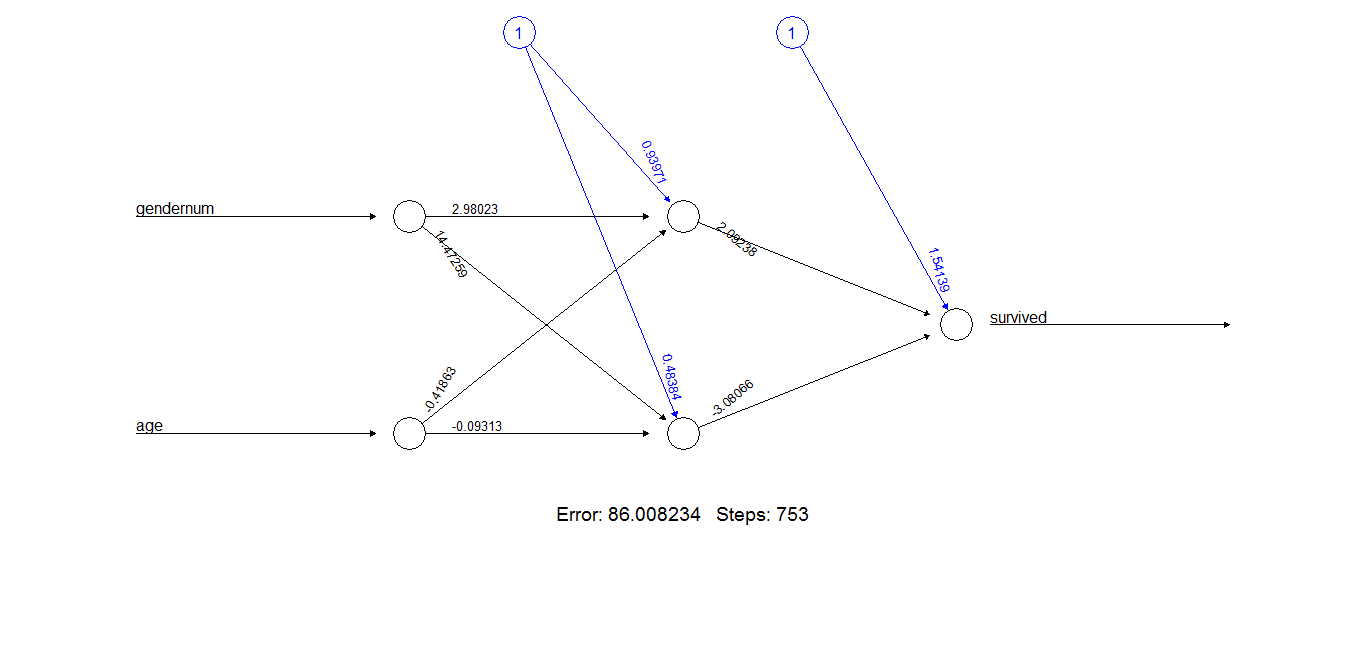 1
1
0.93971
gendernum
2.98023
14.47259
2.09238
1.54139
survived
0.48384
-0.41863
-3.08066
age
-0.09313
Error: 86.008234 Steps: 753